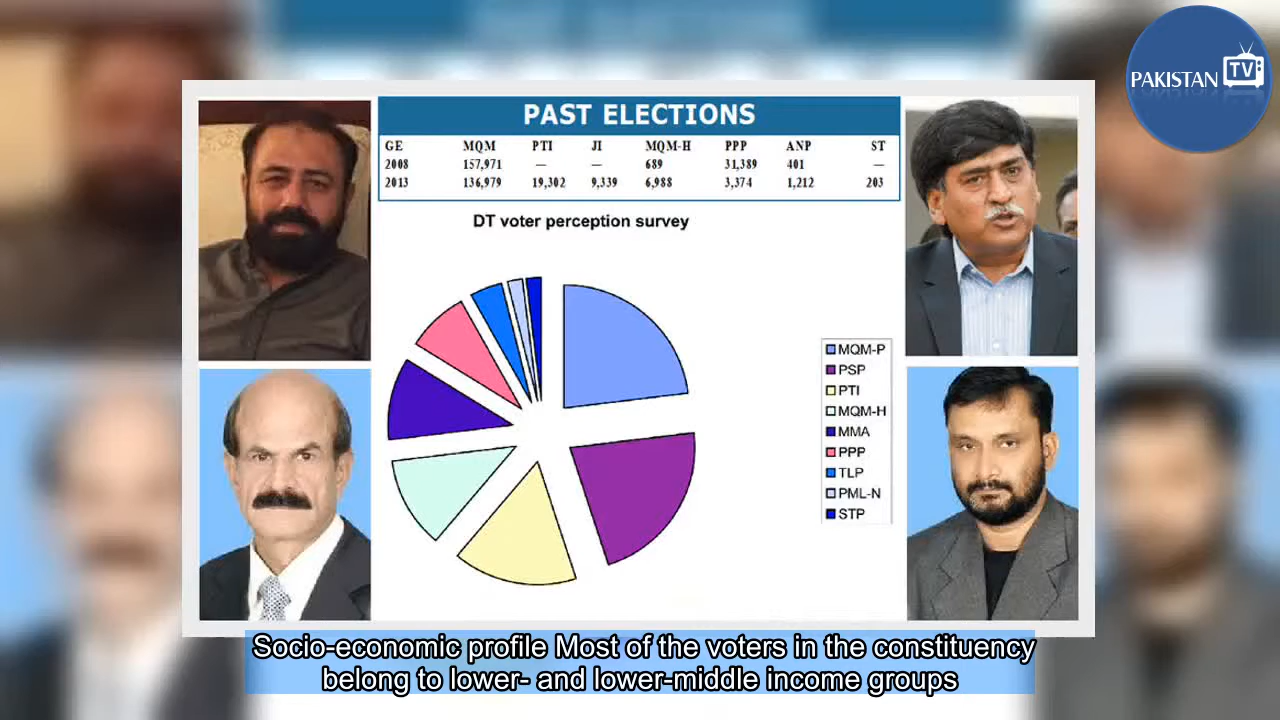 PAKISTAN TV
PAST ELECTIONS
GE MQM PTI JI MQM-H PPP ANP ST
2008 157,971 — — 689 31,389 401 —
2013 136,979 19,302 9,339 6,988 3,374 1,212 203
DT voter perception survey
MQM-P
PSP
PTI
MQM-H
MMA
PPP
TLP
PML-N
STP
Socio-economic profile Most of the voters in the constituency
belong to lower- and lower-middle income groups